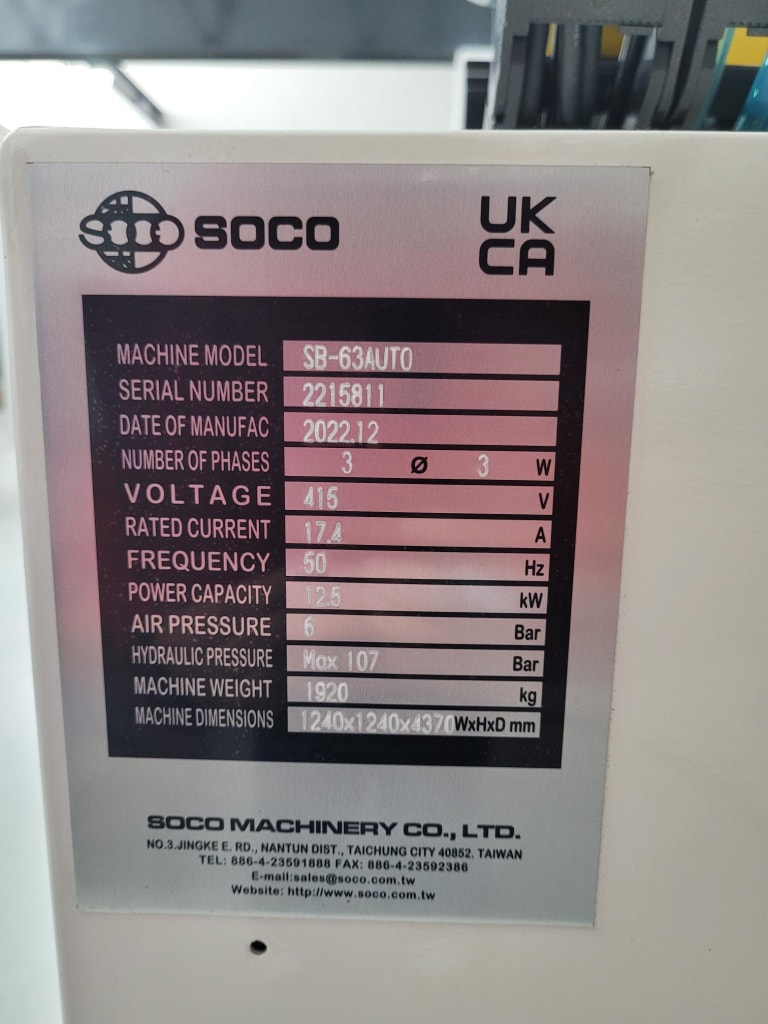 SOCO SOCO
UK
CA
MACHINE MODEL SB-63AUTO
SERIAL NUMBER 2215811
DATE OF MANUFAC 2022.12
NUMBER OF PHASES 3 Ø 3 W
VOLTAGE 415 V
RATED CURRENT 17.4 A
FREQUENCY 50 Hz
POWER CAPACITY 12.5 kW
AIR PRESSURE 6 Bar
HYDRAULIC PRESSURE Max 107 Bar
MACHINE WEIGHT 1920 kg
MACHINE DIMENSIONS 1240x1240x4370 WxHxD mm
SOCO MACHINERY CO., LTD.
NO.3.JINGKE E. RD., NANTUN DIST., TAICHUNG CITY 40852. TAIWAN
TEL: 886-4-23591888 FAX: 886-4-23592386
E-mail:sales@soco.com.tw
Website: http://www.soco.com.tw